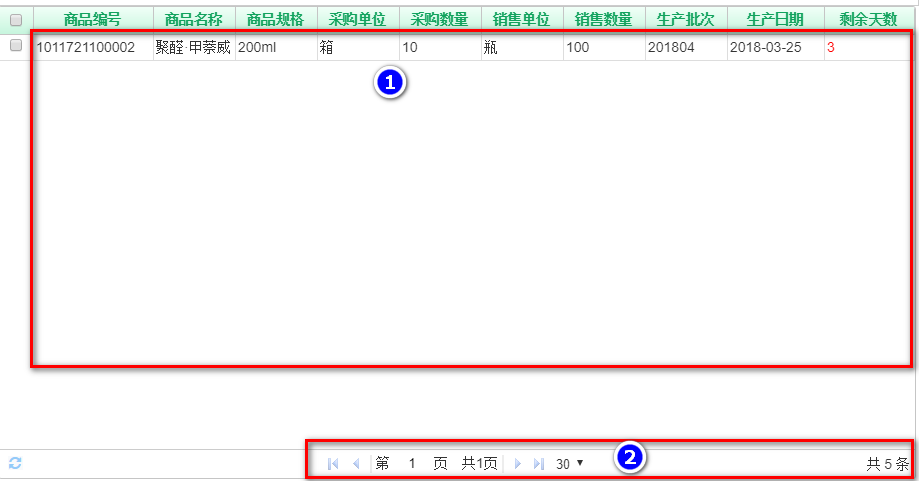 商品编号 商品名称 商品规格 采购单位 采购数量 销售单位 销售数量 生产批次 生产日期 剩余天数
1011721100002 聚醛·甲萘威 200ml 箱 10 瓶 100 201804 2018-03-25 3
1
第 1 页 共1页 30 2 共 5 条